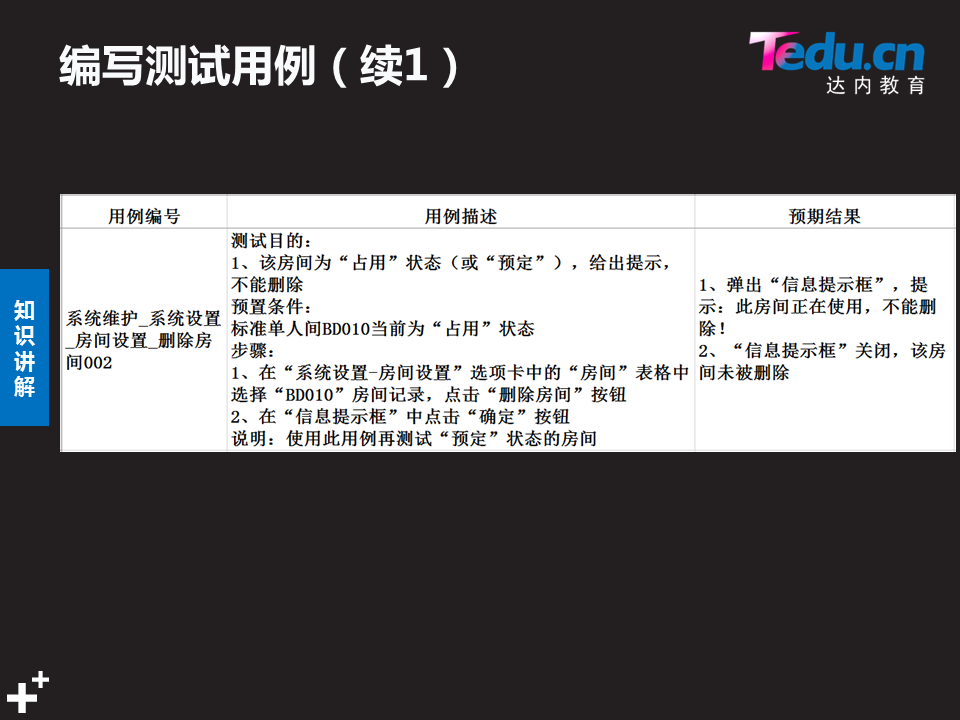 编写测试用例（续1）
Tedu.cn
达内教育
知识讲解
用例编号
用例描述
预期结果
系统维护_系统设置
_房间设置_删除房
间002
测试目的：
1、该房间为“占用”状态（或“预定”），给出提示，
不能删除
预置条件：
标准单人间BD010当前为“占用”状态
步骤：
1、在“系统设置-房间设置”选项卡中的“房间”表格中
选择“BD010”房间记录，点击“删除房间”按钮
2、在“信息提示框”中点击“确定”按钮
说明：使用此用例再测试“预定”状态的房间
1、弹出“信息提示框”，提
示：此房间正在使用，不能删
除！
2、“信息提示框”关闭，该房
间未被删除